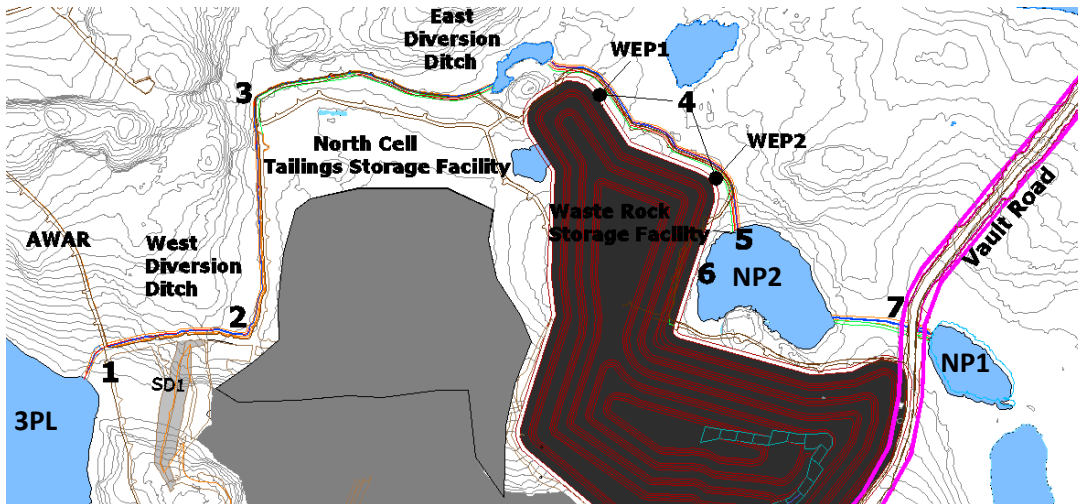 East
Diversion
Ditch
WEP1
3
4
North Cell
Tailings Storage Facility
WEP2
AWAR
West
Diversion
Ditch
Waste Rock
Storage Facility
Vault Road
5
6
NP2
2
7
1
SD1
NP1
3PL